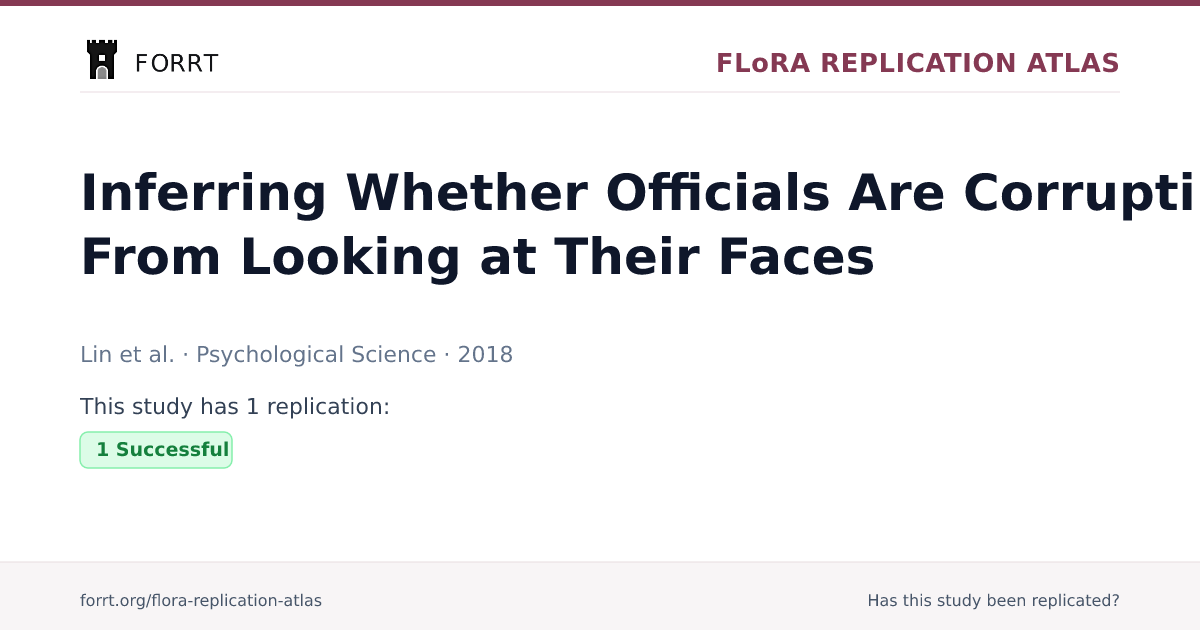 FORRT
FLoRA REPLICATION ATLAS
Inferring Whether Officials Are Corrupti
From Looking at Their Faces
Lin et al. · Psychological Science · 2018
This study has 1 replication:
1 Successful
forrt.org/flora-replication-atlas
Has this study been replicated?